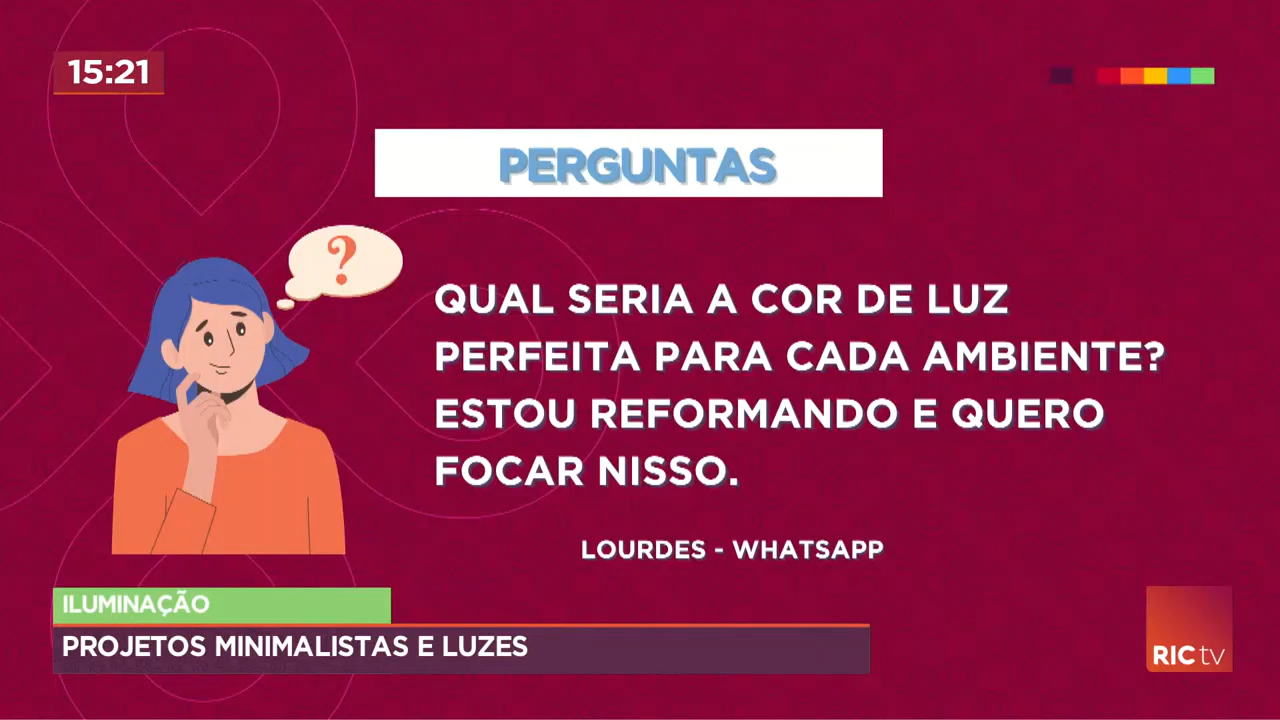 15:21
PERGUNTAS
?
QUAL SERIA A COR DE LUZ
PERFEITA PARA CADA AMBIENTE?
ESTOU REFORMANDO E QUERO
FOCAR NISSO.
LOURDES - WHATSAPP
ILUMINAÇÃO
PROJETOS MINIMALISTAS E LUZES
RIC tv